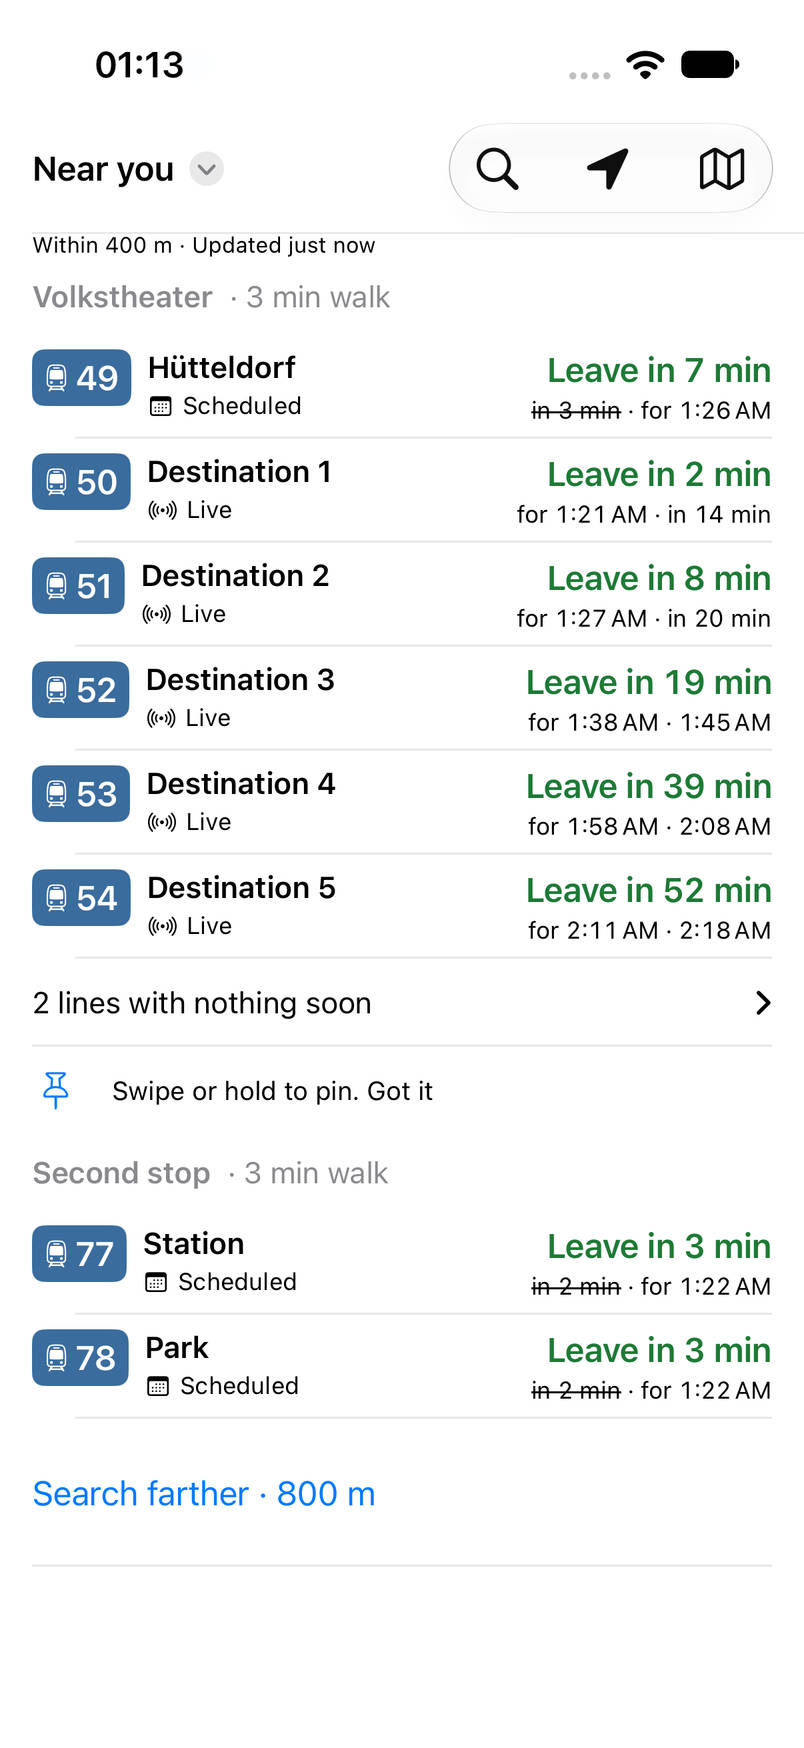 01:13
Near you
Within 400 m · Updated just now
Volkstheater · 3 min walk
49 Hütteldorf Leave in 7 min
Scheduled in 3 min · for 1:26 AM
50 Destination 1 Leave in 2 min
Live for 1:21 AM · in 14 min
51 Destination 2 Leave in 8 min
Live for 1:27 AM · in 20 min
52 Destination 3 Leave in 19 min
Live for 1:38 AM · 1:45 AM
53 Destination 4 Leave in 39 min
Live for 1:58 AM · 2:08 AM
54 Destination 5 Leave in 52 min
Live for 2:11 AM · 2:18 AM
2 lines with nothing soon
Swipe or hold to pin. Got it
Second stop · 3 min walk
77 Station Leave in 3 min
Scheduled in 2 min · for 1:22 AM
78 Park Leave in 3 min
Scheduled in 2 min · for 1:22 AM
Search farther · 800 m